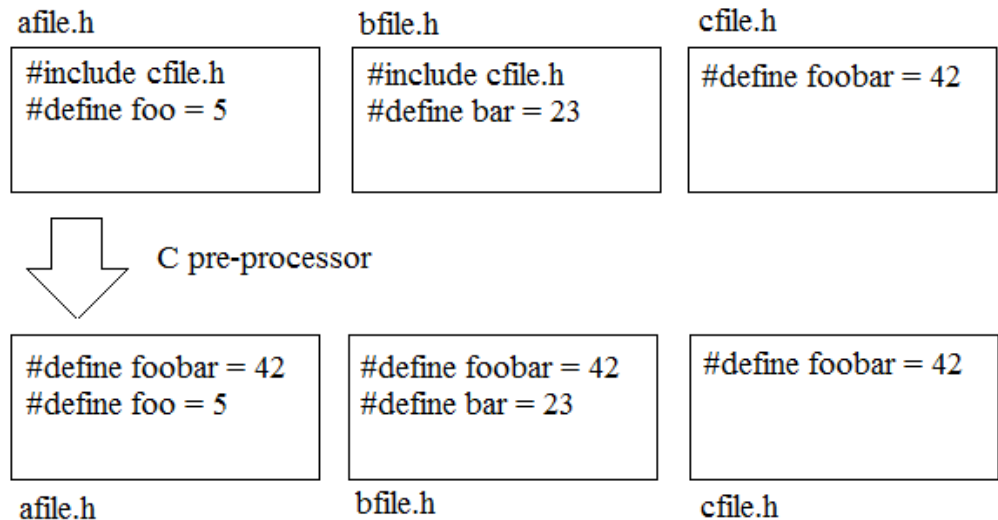 afile.h
#include cfile.h
#define foo = 5
bfile.h
#include cfile.h
#define bar = 23
cfile.h
#define foobar = 42
C pre-processor
#define foobar = 42
#define foo = 5
afile.h
#define foobar = 42
#define bar = 23
bfile.h
#define foobar = 42
cfile.h